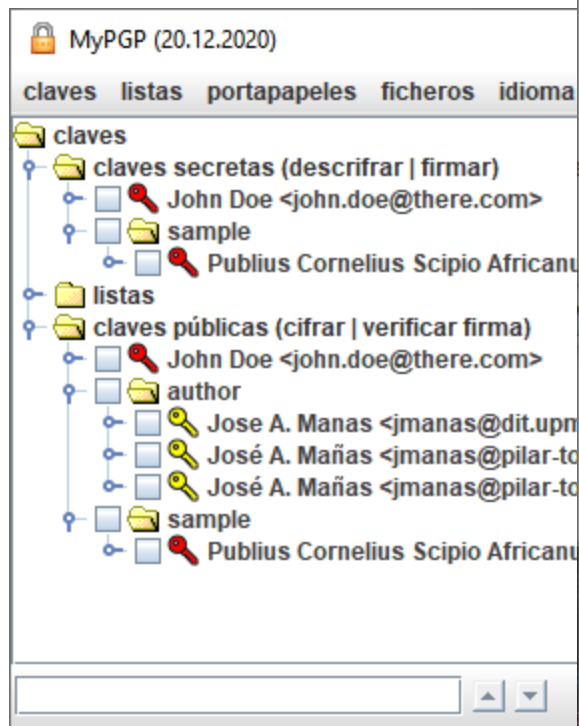 MyPGP (20.12.2020)
claves listas portapapeles ficheros idioma
claves
claves secretas (descrifrar | firmar)
John Doe <john.doe@there.com>
sample
Publius Cornelius Scipio Africanu
listas
claves públicas (cifrar | verificar firma)
John Doe <john.doe@there.com>
author
Jose A. Manas <jmanas@dit.upm
José A. Mañas <jmanas@pilar-to
José A. Mañas <jmanas@pilar-to
sample
Publius Cornelius Scipio Africanu